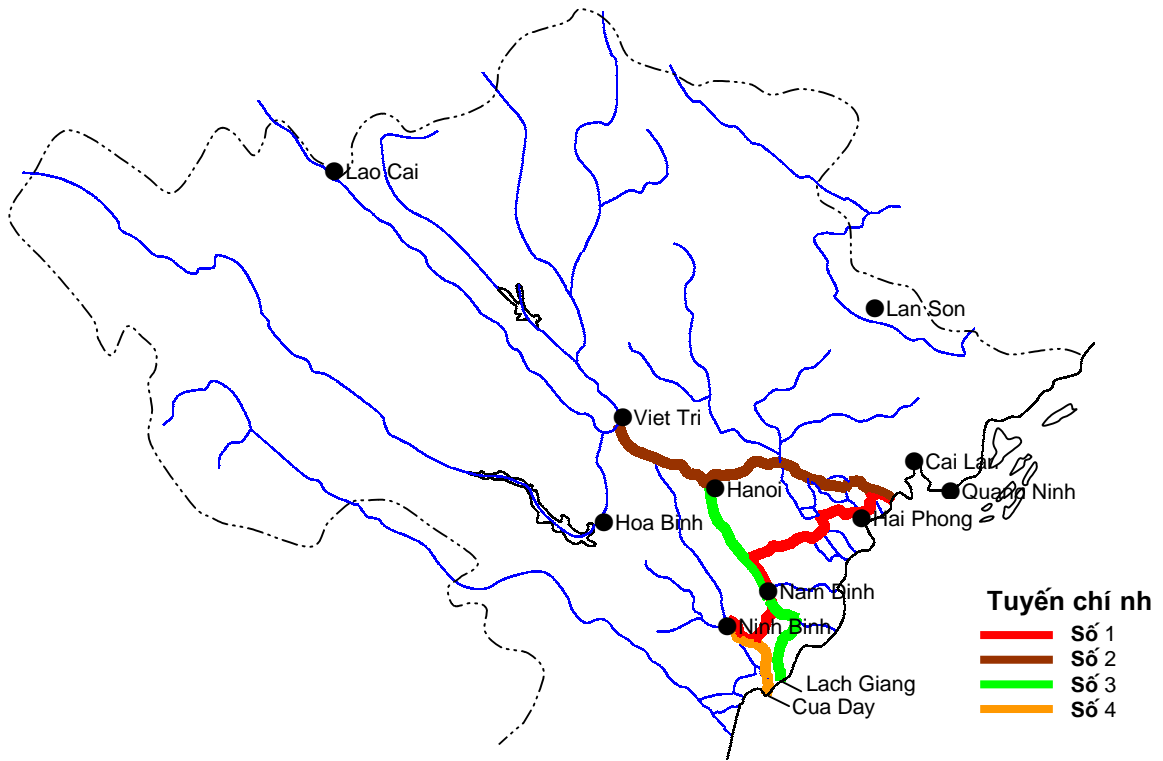 Lao Cai
Lan Son
Viet Tri
Cai Lan
Hanoi
Quang Ninh
Hoa Binh
Hai Phong
Nam Dinh
Ninh Binh
Tuyến chí nh
Số 1
Số 2
Số 3
Số 4
Lach Giang
Cua Day